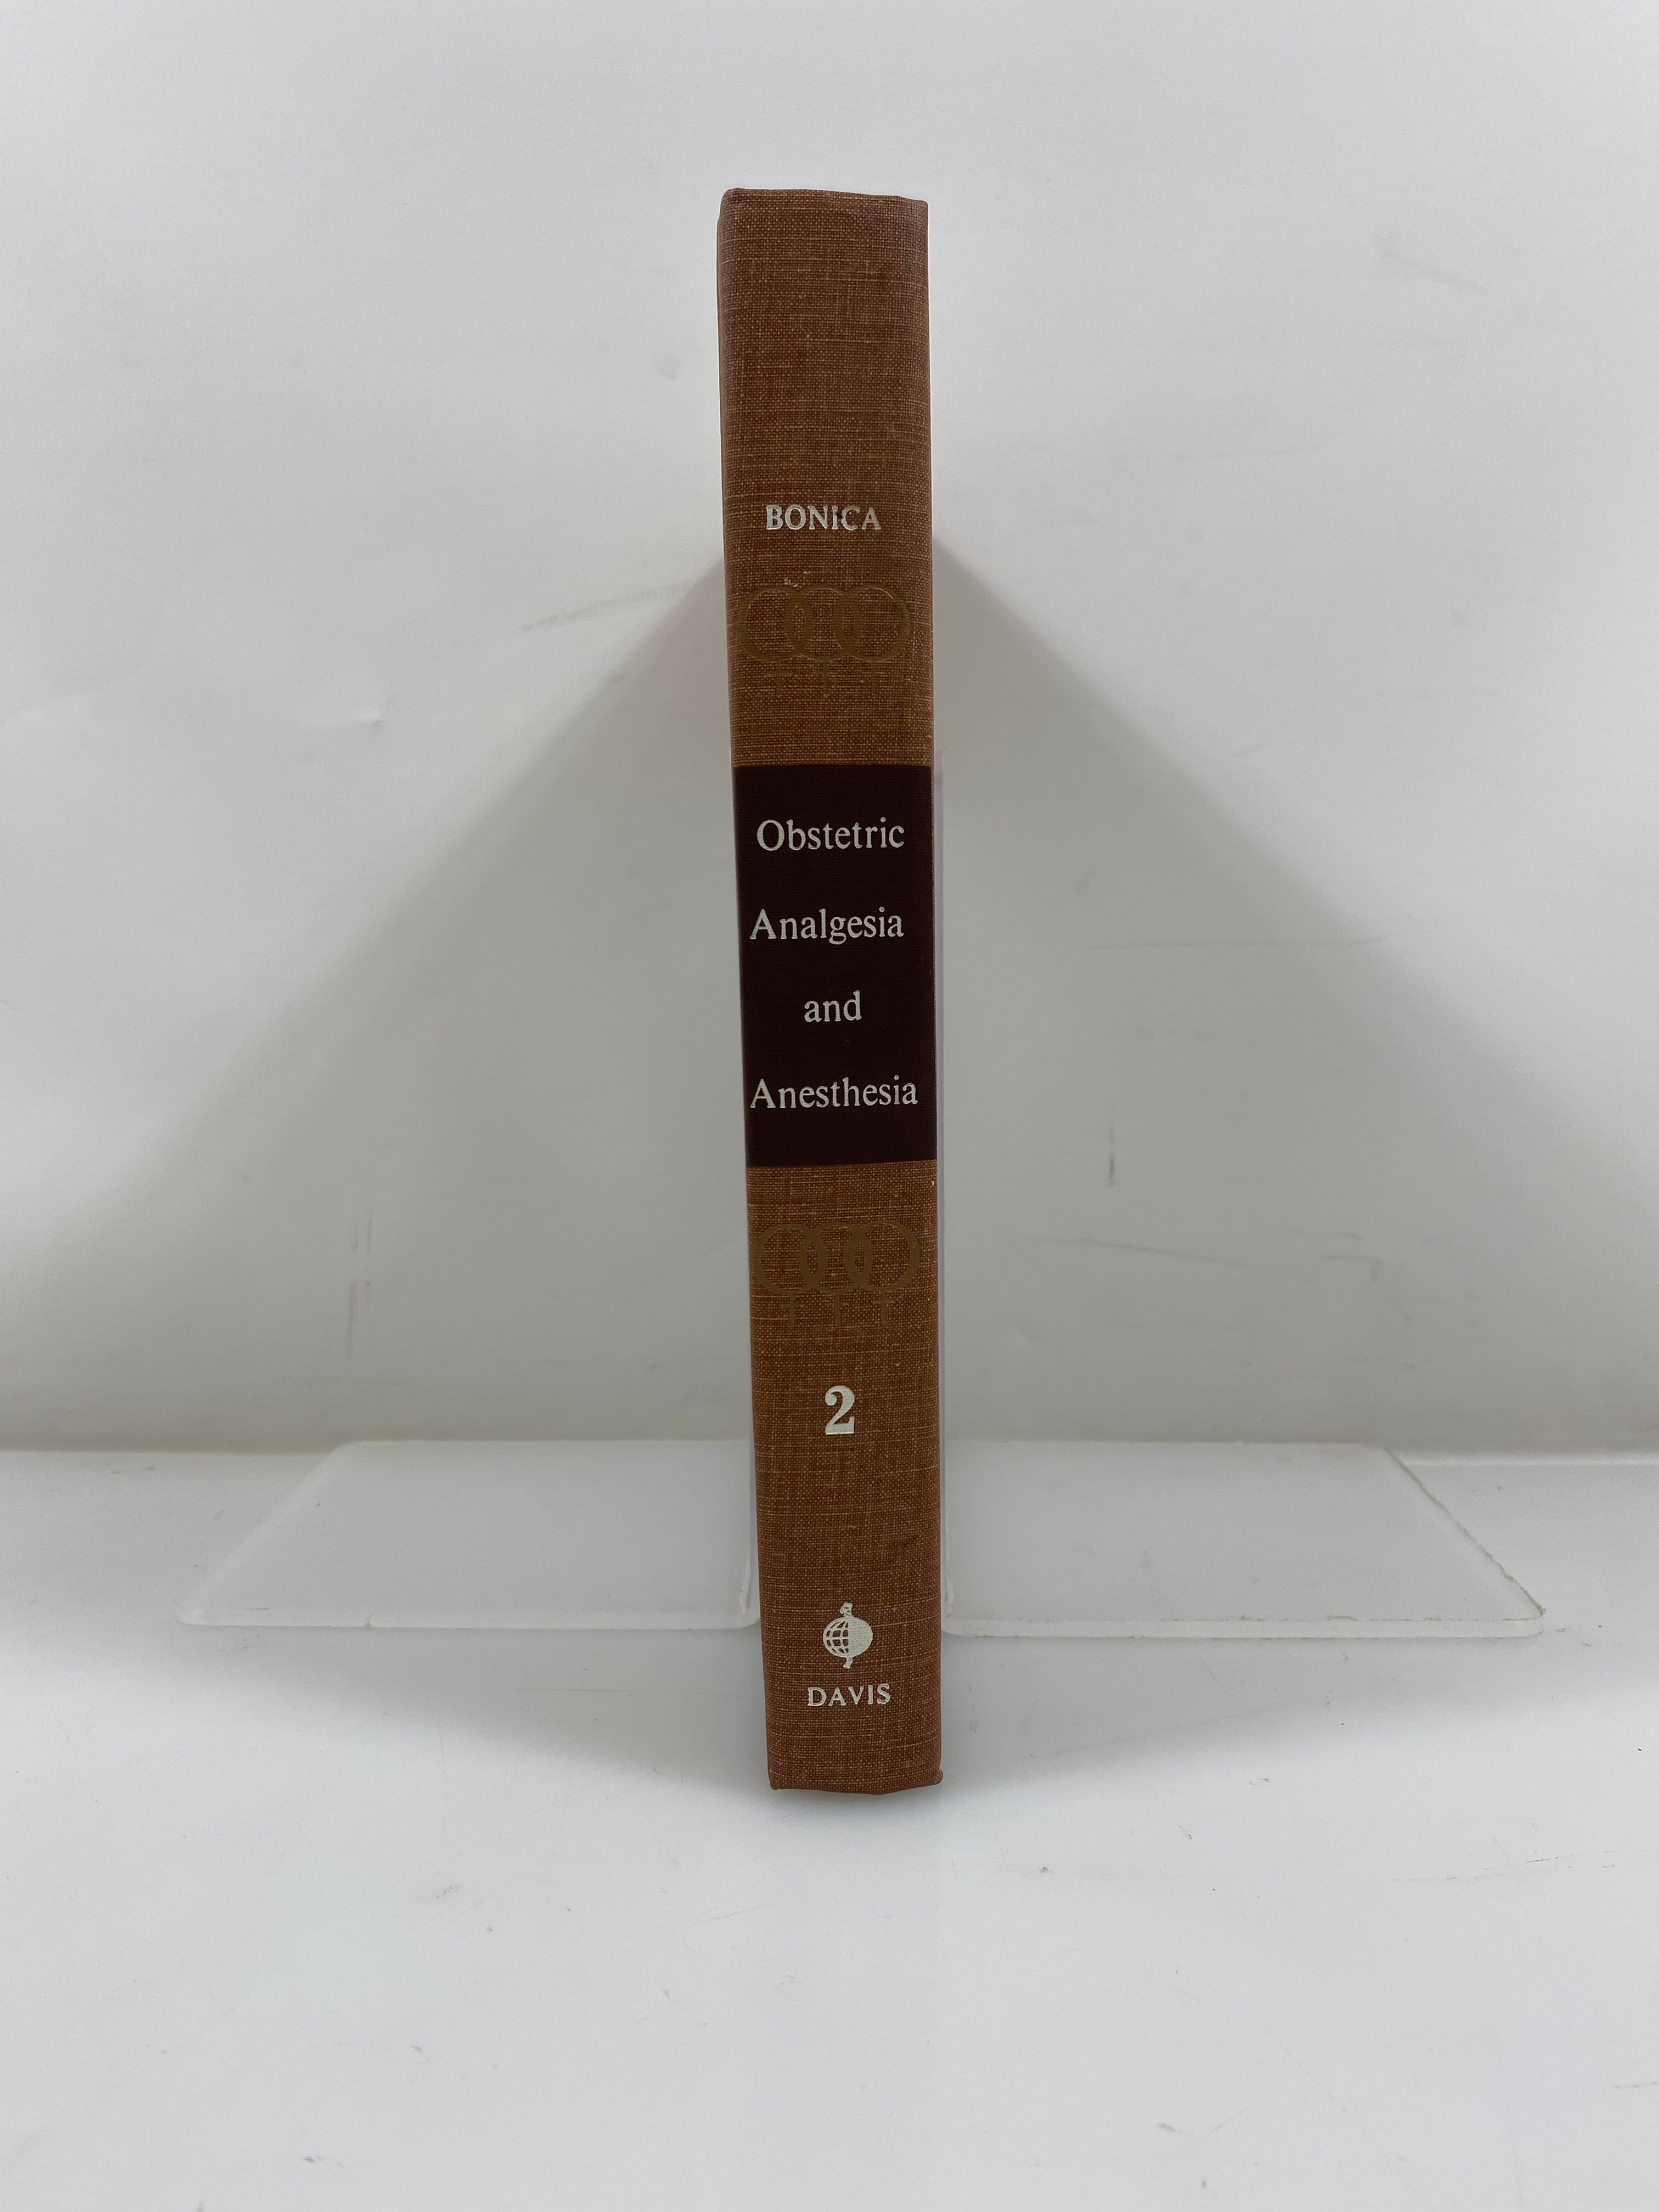 BONICA
Obstetric
Analgesia
and
Anesthesia
2
DAVIS